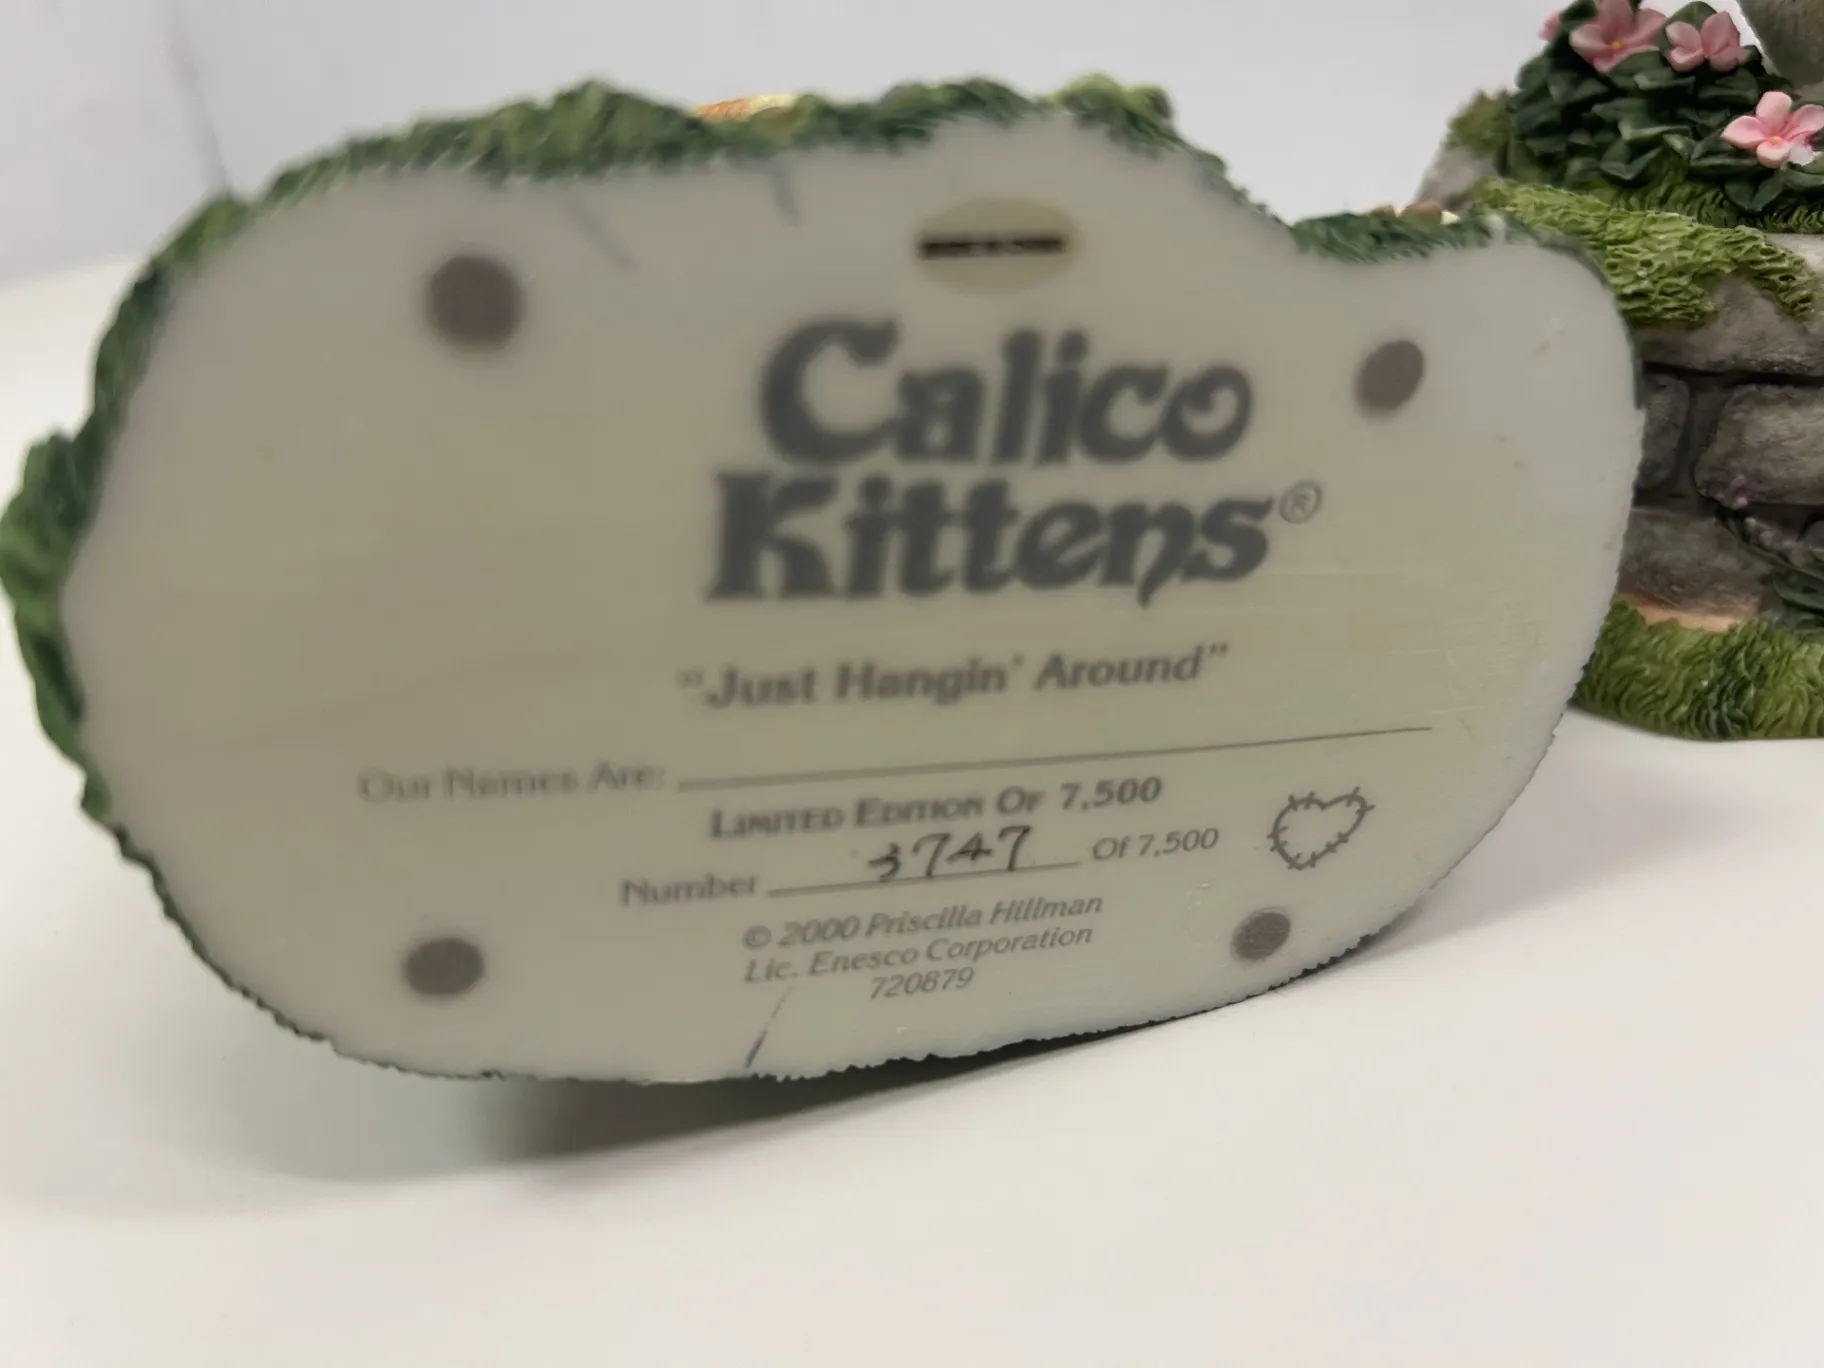 Calico
Kittens®
"Just Hangin' Around"
Our Names Are:
LIMITED EDITION OF 7,500
Number 3747 Of 7,500
© 2000 Priscilla Hillman
Lic. Enesco Corporation
720879